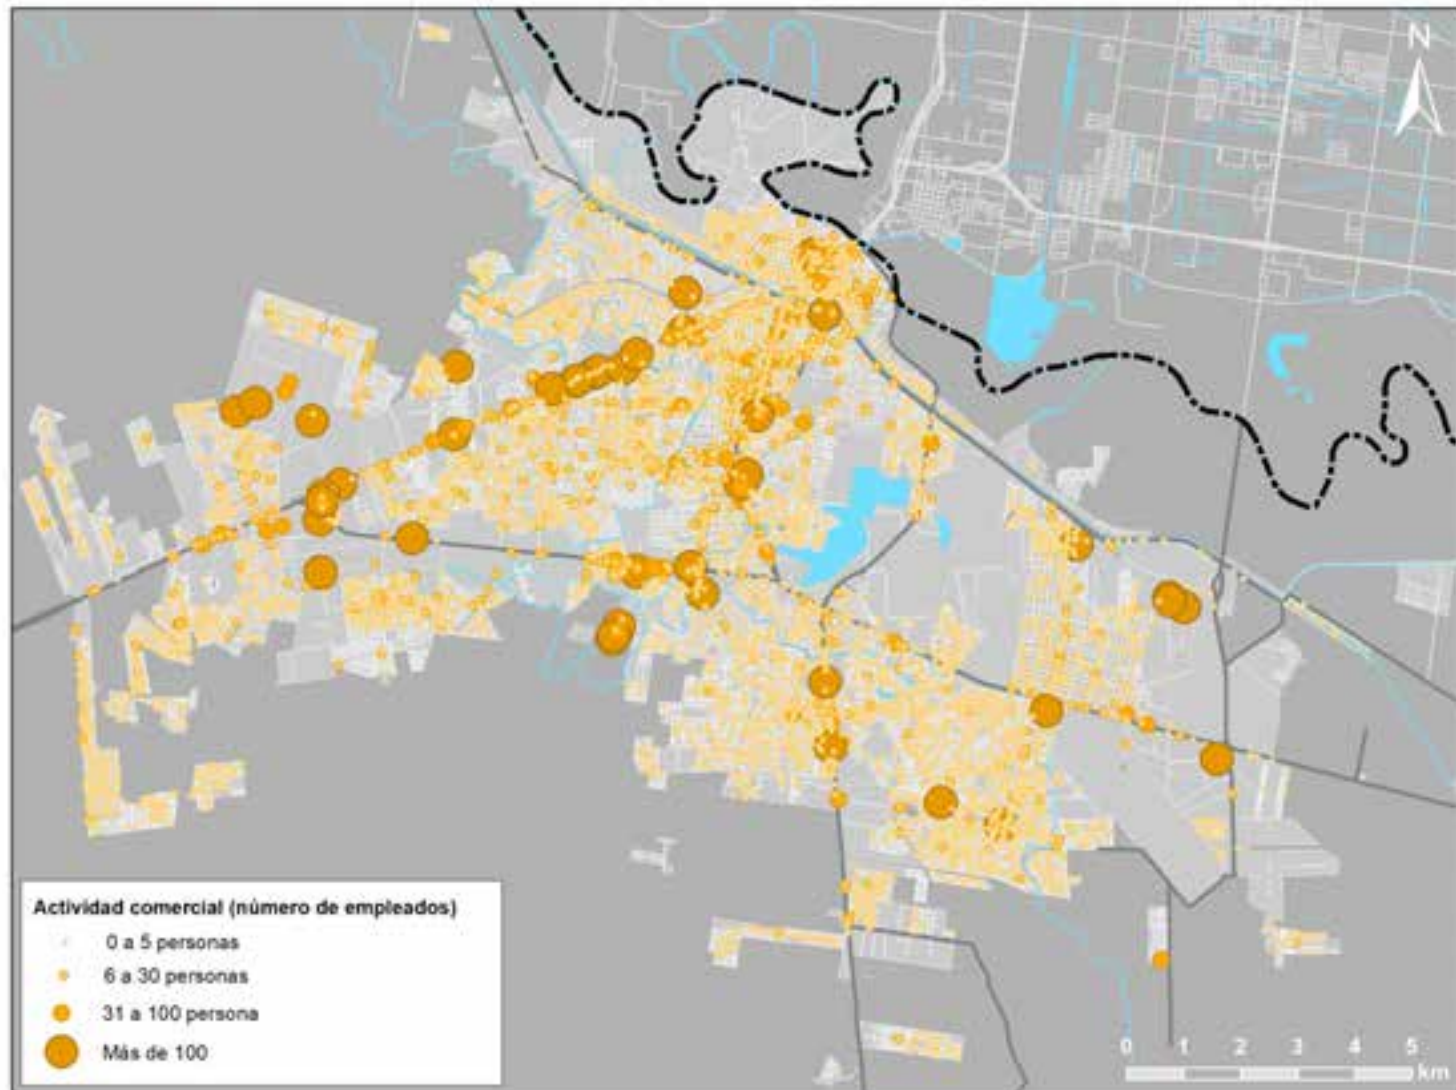 N
Actividad comercial (número de empleados)
0 a 5 personas
6 a 30 personas
31 a 100 persona
Más de 100
0 1 2 3 4 5
km